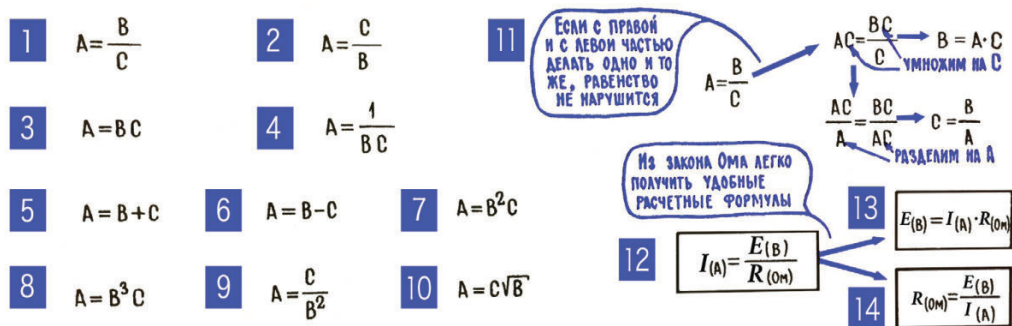 1
A=B/C
2
A=C/B
3
A=BC
4
A=1/BC
5
A=B+C
6
A=B-C
7
A=B²C
8
A=B³C
9
A=C/B²
10
A=C√B
11
ЕСЛИ С ПРАВОЙ
И С ЛЕВОЙ ЧАСТЬЮ
ДЕЛАТЬ ОДНО И ТО
ЖЕ, РАВЕНСТВО
НЕ НАРУШИТСЯ
A=B/C
AC=BC/C
B=A·C
УМНОЖИМ НА C
AC/A=BC/AC
C=B/A
РАЗДЕЛИМ НА A
ИЗ ЗАКОНА ОМА ЛЕГКО
ПОЛУЧИТЬ УДОБНЫЕ
РАСЧЕТНЫЕ ФОРМУЛЫ
12
I(А)=E(В)/R(Ом)
13
E(В)=I(А)·R(Ом)
14
R(Ом)=E(В)/I(А)